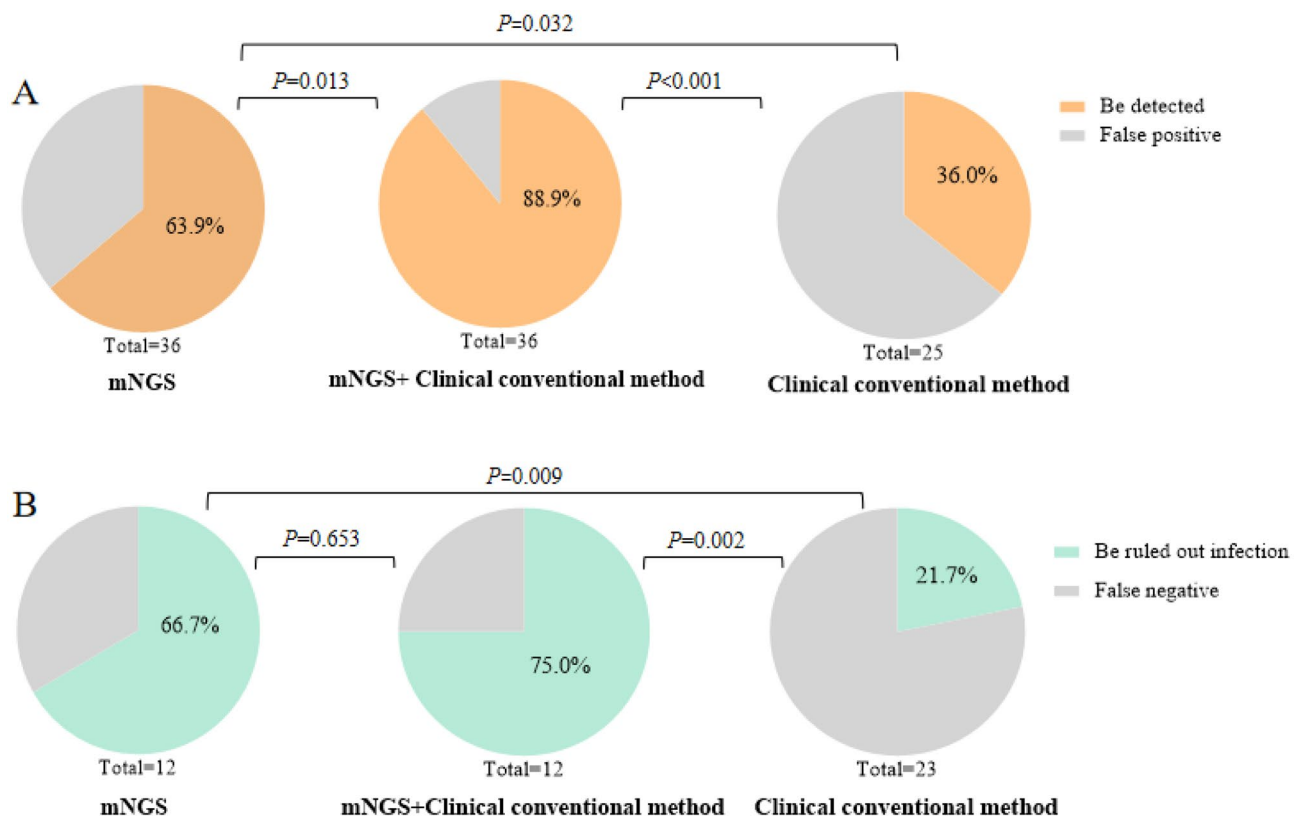 P=0.032
A
P=0.013
P<0.001
Be detected
False positive
63.9%
88.9%
36.0%
Total=36
Total=36
Total=25
mNGS
mNGS+ Clinical conventional method
Clinical conventional method
P=0.009
B
P=0.653
P=0.002
Be ruled out infection
False negative
66.7%
75.0%
21.7%
Total=12
Total=12
Total=23
mNGS
mNGS+Clinical conventional method
Clinical conventional method